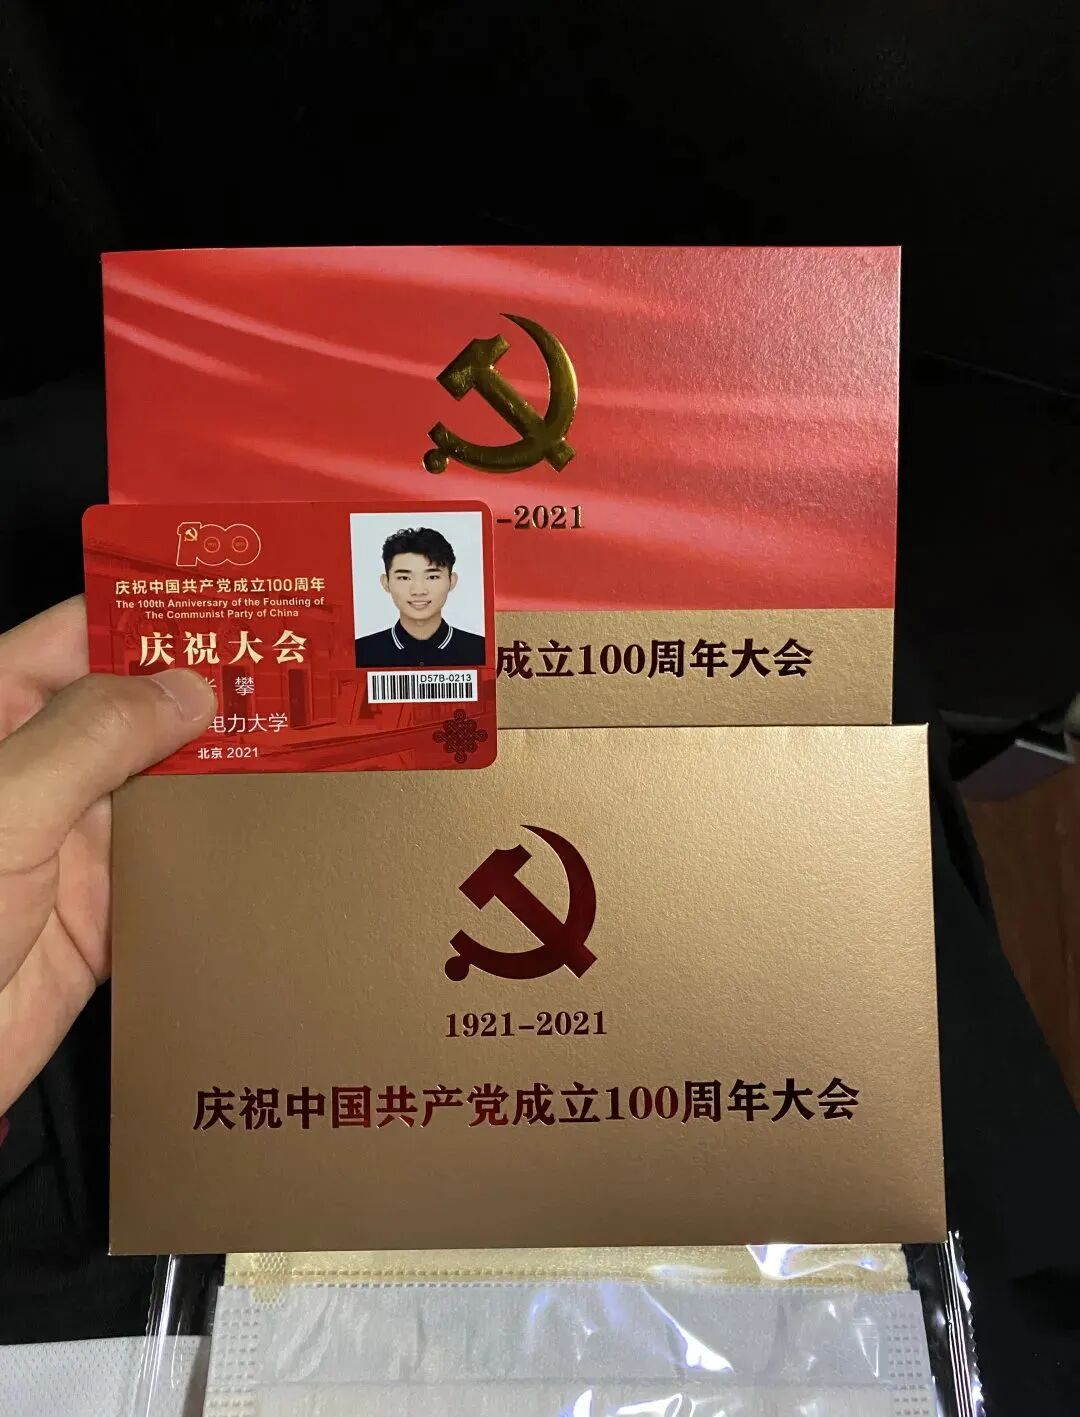 -2021
成立100周年大会
100
庆祝中国共产党成立100周年
The 100th Anniversary of the Founding of
The Communist Party of China
庆祝大会
攀
电力大学
北京 2021
D57B-0213
1921-2021
庆祝中国共产党成立100周年大会